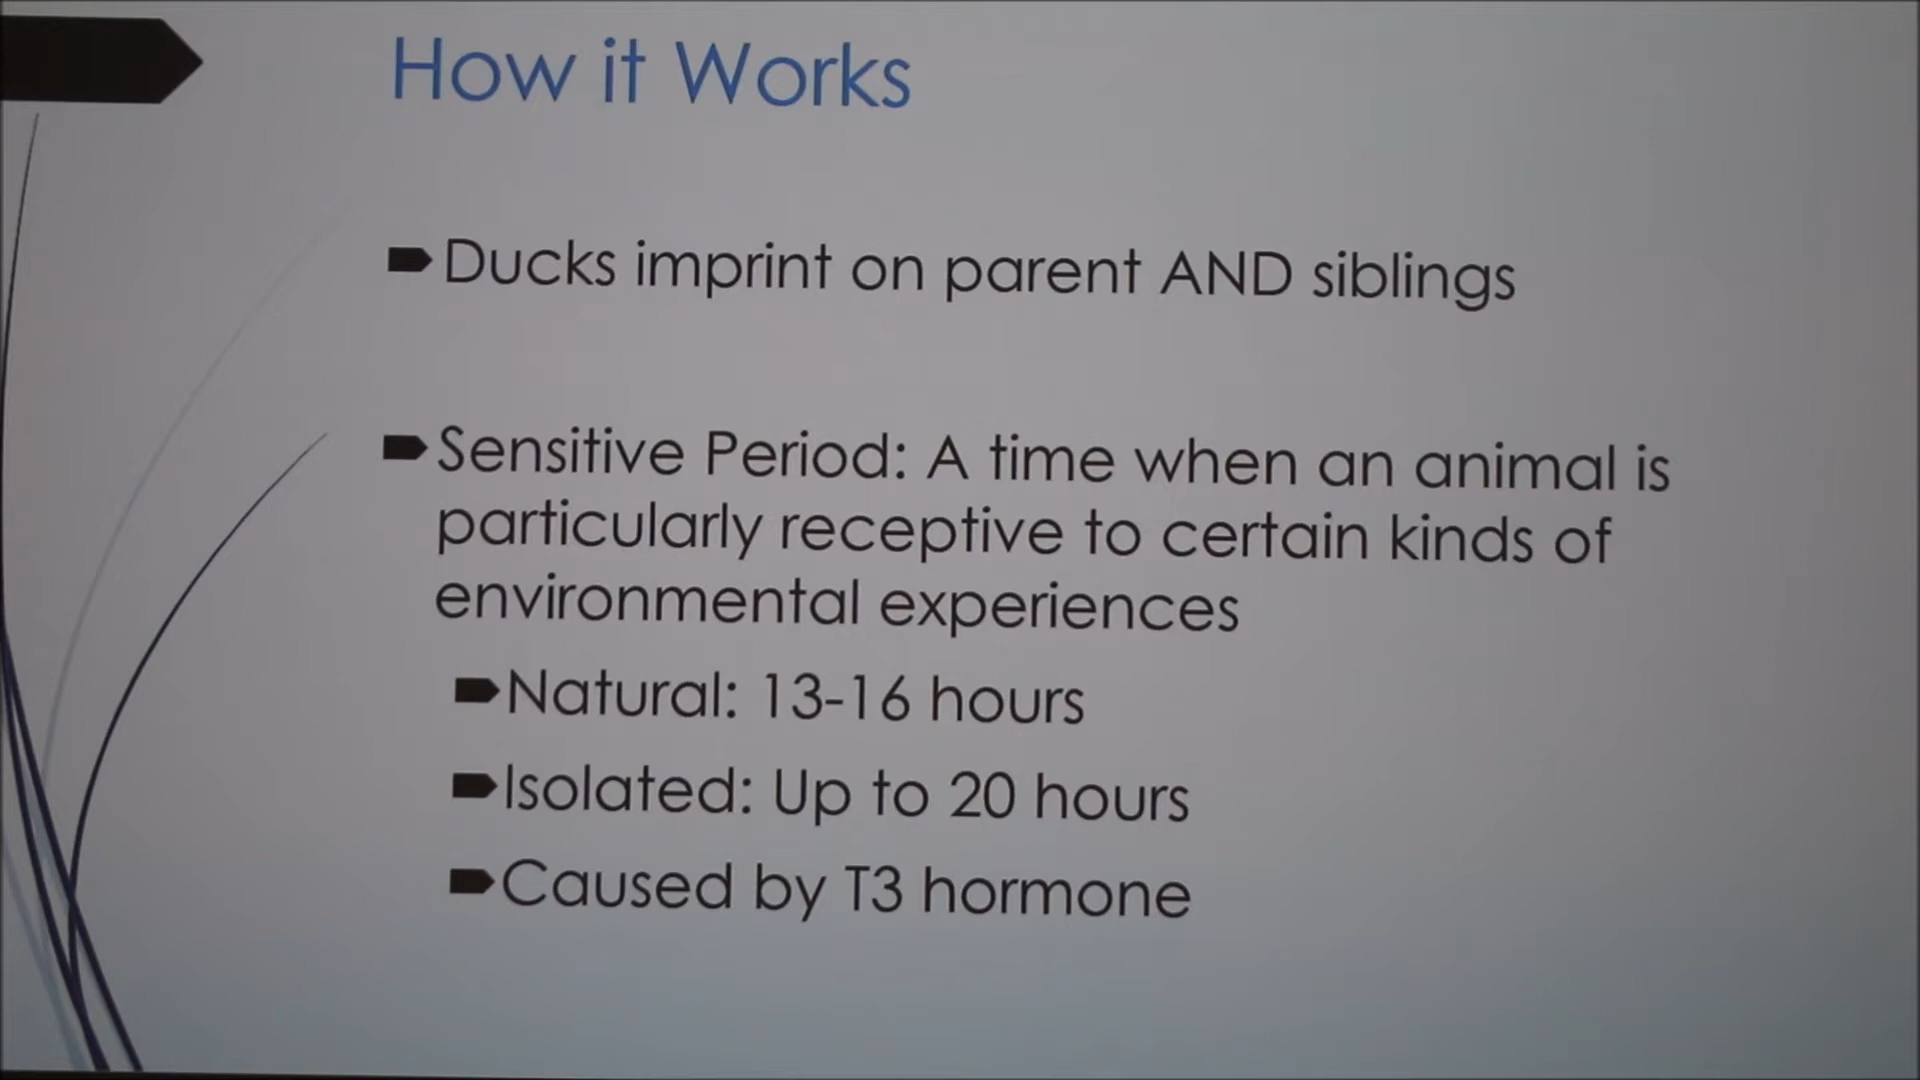 How it Works
Ducks imprint on parent AND siblings
Sensitive Period: A time when an animal is
particularly receptive to certain kinds of
environmental experiences
Natural: 13-16 hours
Isolated: Up to 20 hours
Caused by T3 hormone